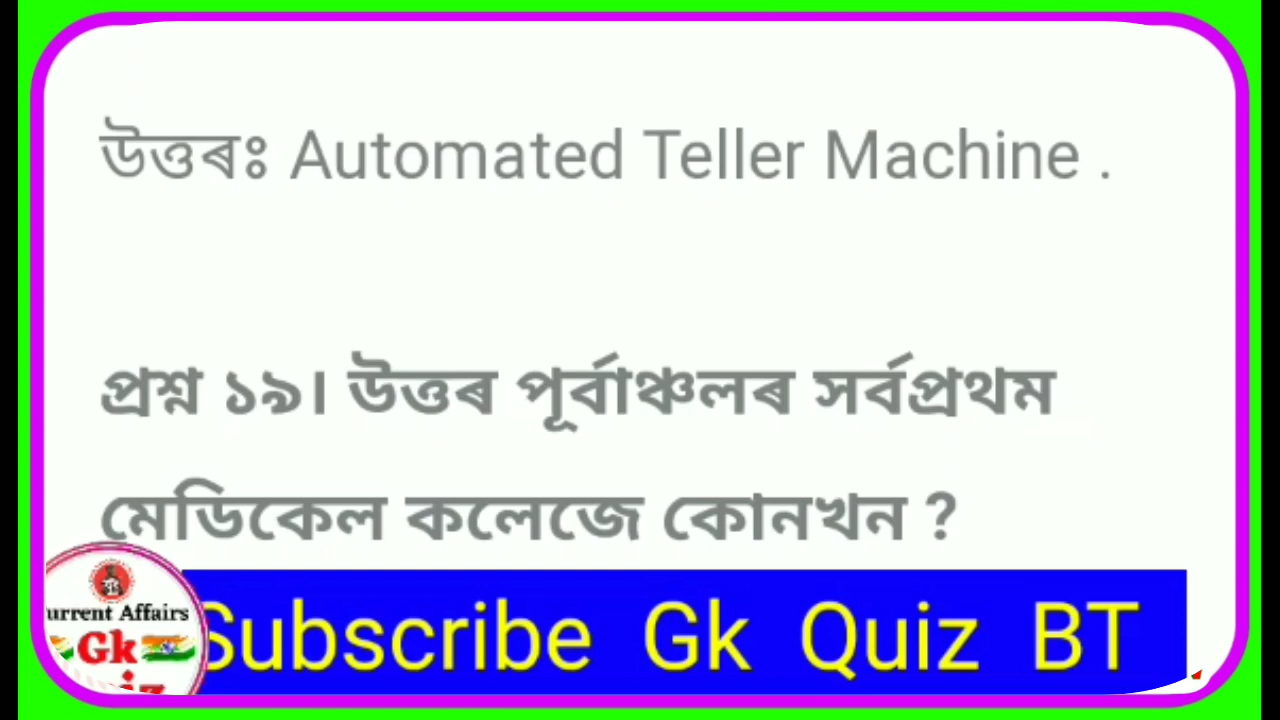 উত্তৰঃ Automated Teller Machine .
প্ৰশ্ন ১৯। উত্তৰ পূৰ্বাঞ্চলৰ সৰ্বপ্ৰথম
মেডিকেল কলেজে কোনখন ?
urrent Affairs
Gk
Subscribe Gk Quiz BT